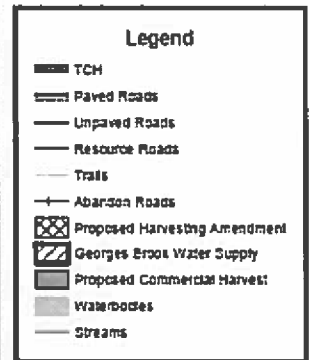 Legend
TCH
Paved Roads
Unpaved Roads
Resource Roads
Trails
Abandon Roads
Proposed Harvesting Amendment
Georges Brook Water Supply
Proposed Commercial Harvest
Waterbodies
Streams